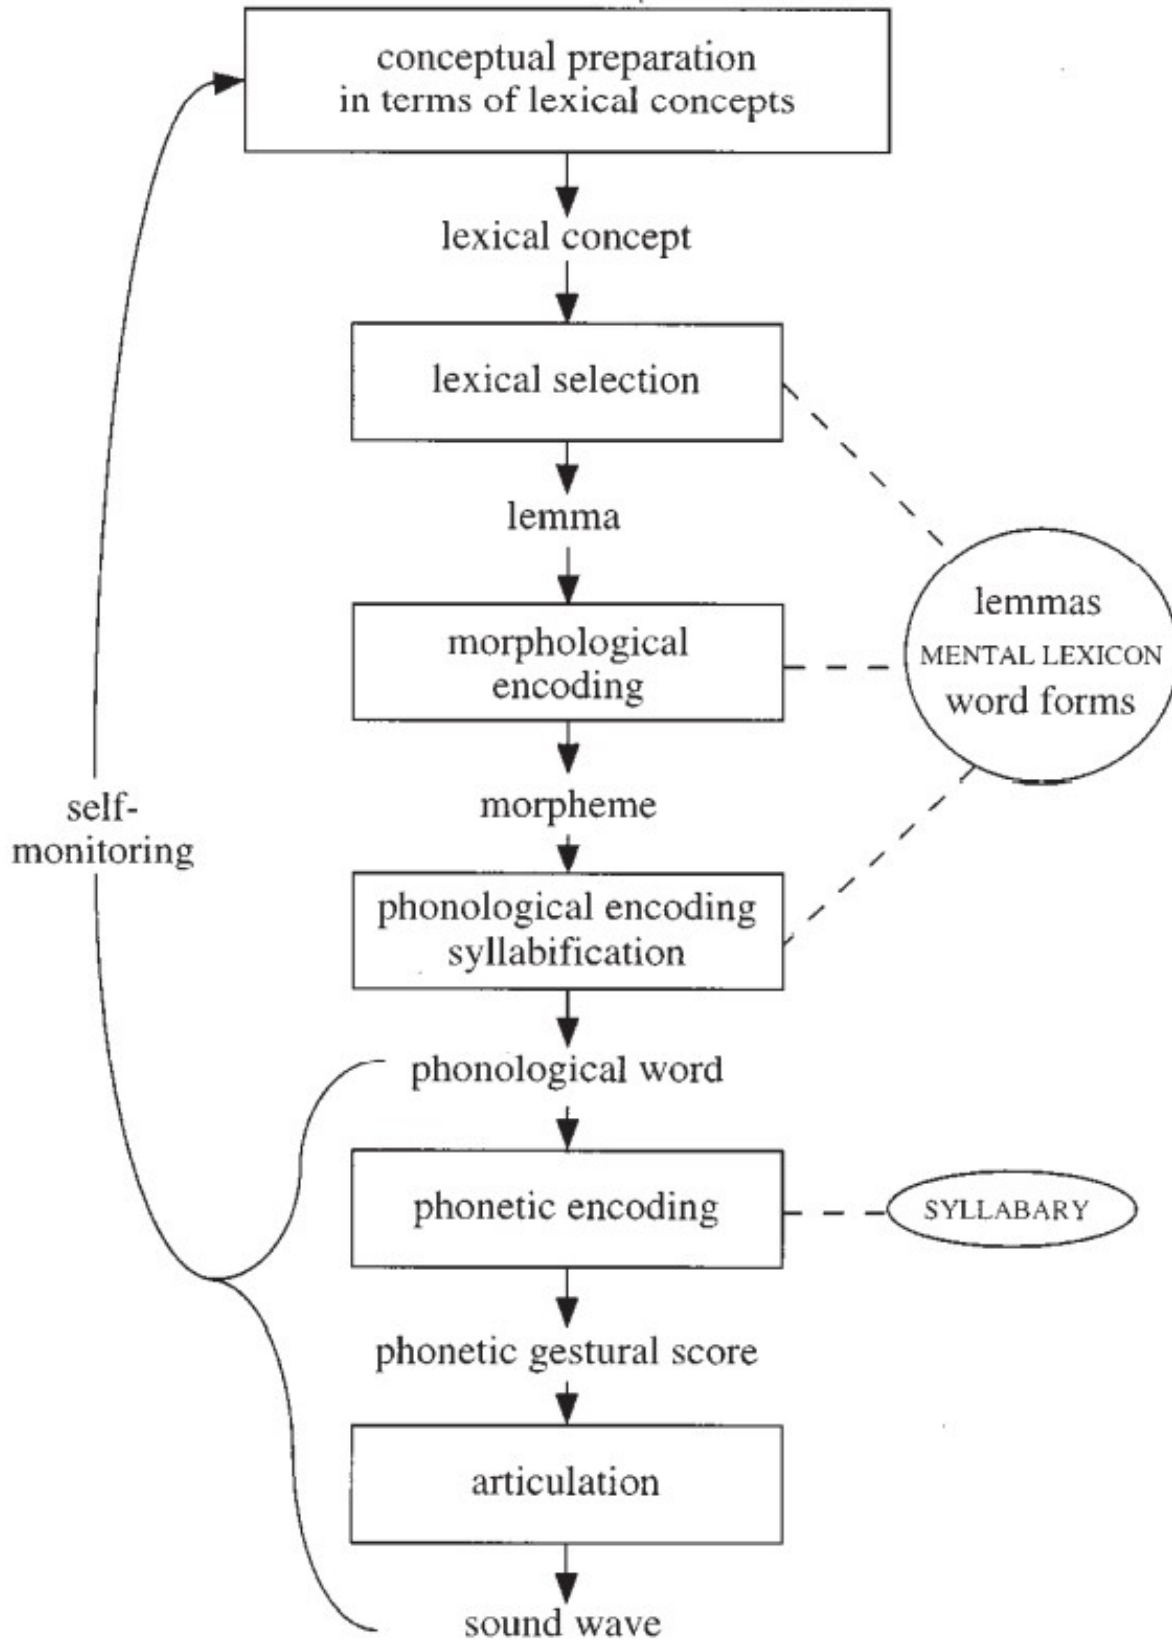 conceptual preparation
in terms of lexical concepts
lexical concept
lexical selection
lemma
lemmas
MENTAL LEXICON
word forms
morphological
encoding
self-
monitoring
morpheme
phonological encoding
syllabification
phonological word
phonetic encoding
SYLLABARY
phonetic gestural score
articulation
sound wave